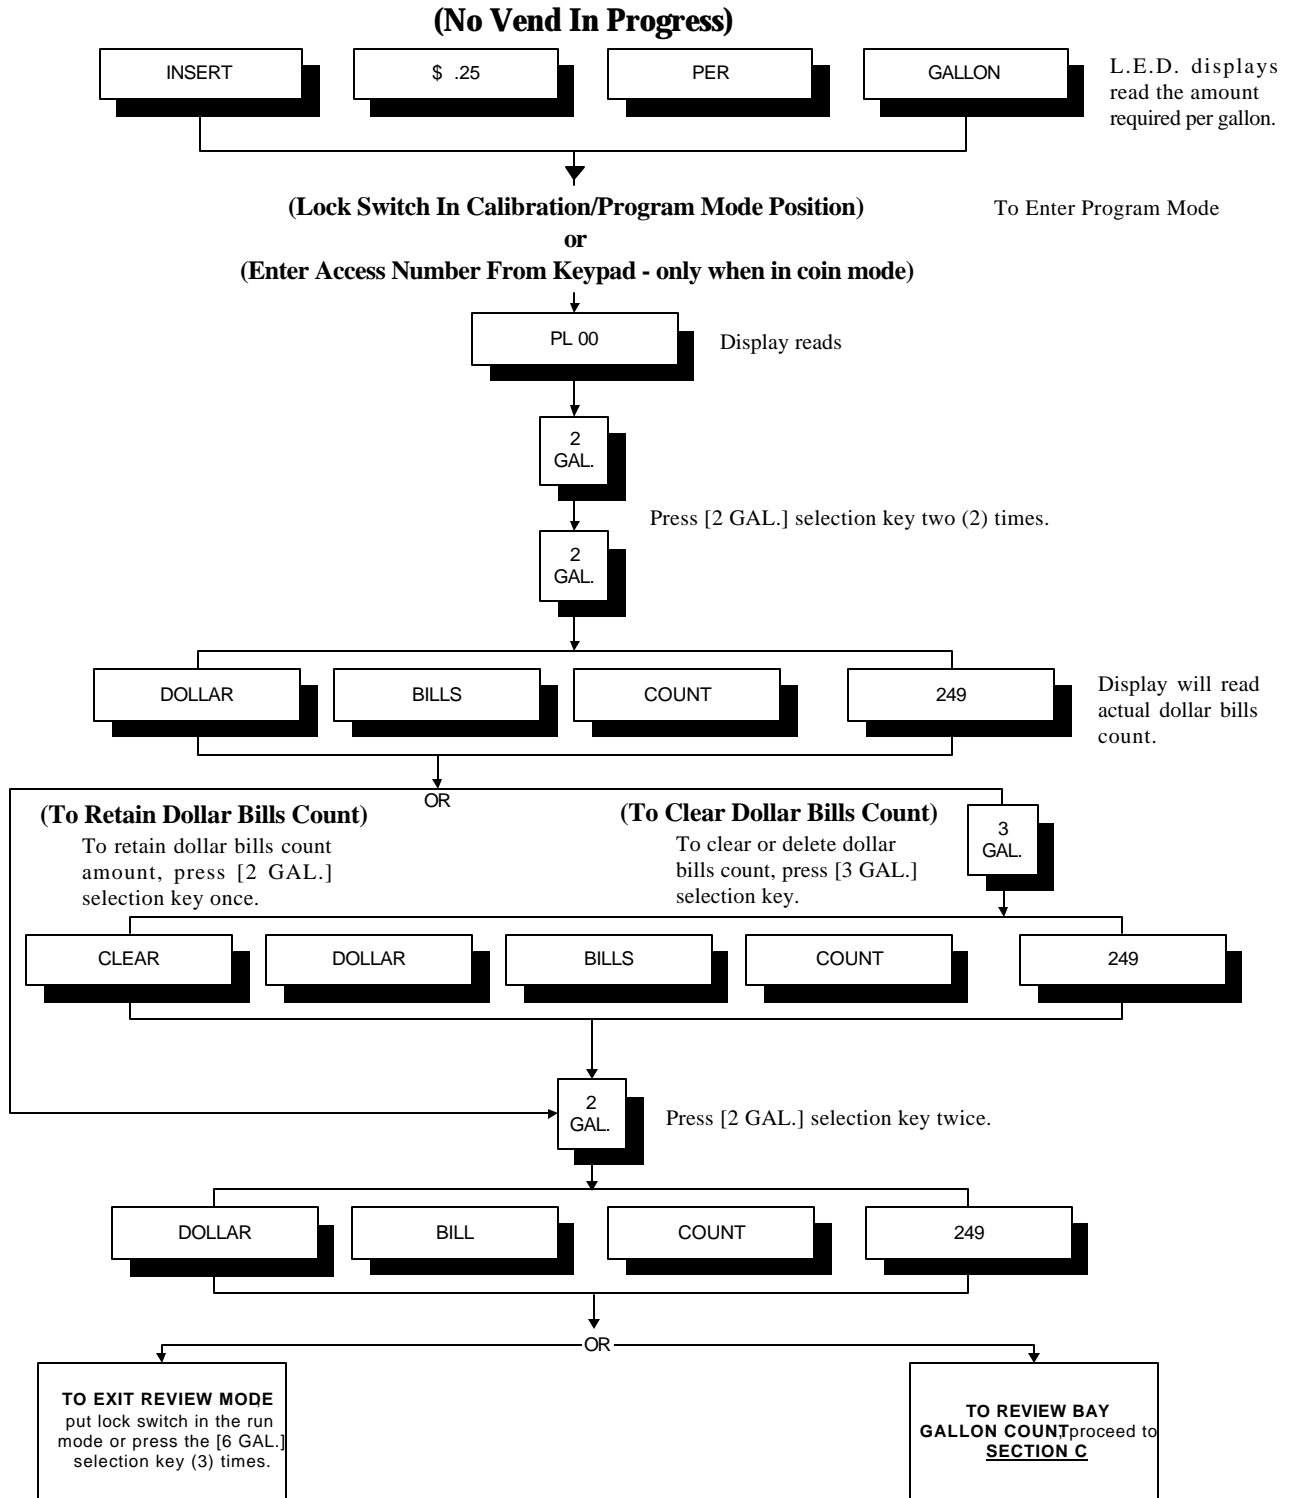 (No Vend In Progress)
INSERT
$ .25
PER
GALLON
L.E.D. displays
read the amount
required per gallon.
(Lock Switch In Calibration/Program Mode Position)
To Enter Program Mode
or
(Enter Access Number From Keypad - only when in coin mode)
PL 00
Display reads
2
GAL.
Press [2 GAL.] selection key two (2) times.
2
GAL.
DOLLAR
BILLS
COUNT
249
Display will read
actual dollar bills
count.
OR
(To Retain Dollar Bills Count)
To retain dollar bills count
amount, press [2 GAL.]
selection key once.
(To Clear Dollar Bills Count)
To clear or delete dollar
bills count, press [3 GAL.]
selection key.
3
GAL.
CLEAR
DOLLAR
BILLS
COUNT
249
2
GAL.
Press [2 GAL.] selection key twice.
DOLLAR
BILL
COUNT
249
OR
TO EXIT REVIEW MODE,
put lock switch in the run
mode or press the [6 GAL.]
selection key (3) times.
TO REVIEW BAY
GALLON COUNT, proceed to
SECTION C